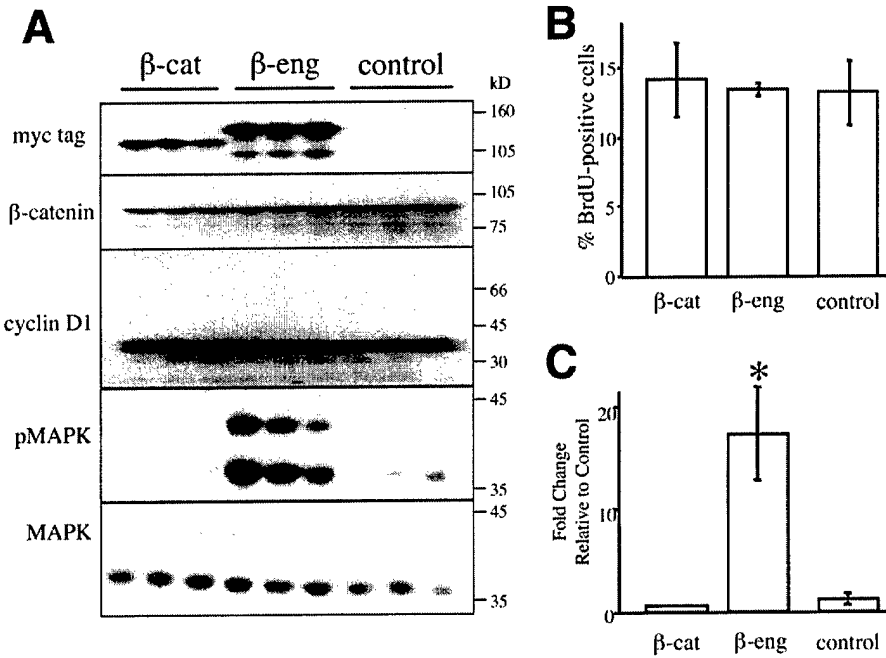 A
β-cat β-eng control
kD
myc tag
160
105
β-catenin
105
75
cyclin D1
66
45
30
pMAPK
45
35
MAPK
45
35
B
% BrdU-positive cells
15
10
5
0
β-cat β-eng control
C
Fold Change
Relative to Control
20
10
0
*
β-cat β-eng control